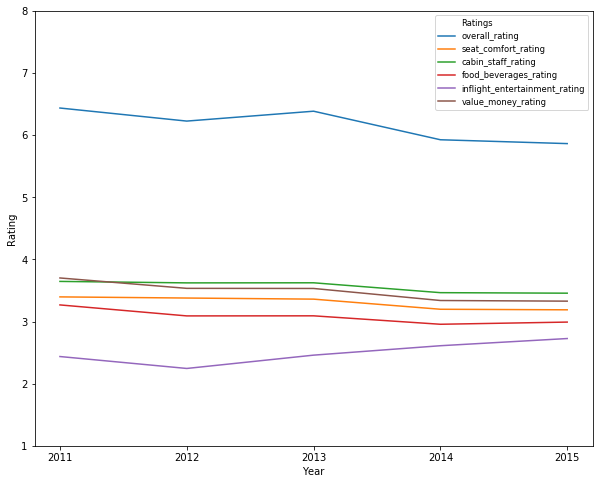 8
7
6
5
4
3
2
1
Rating
2011 2012 2013 2014 2015
Year
Ratings
overall_rating
seat_comfort_rating
cabin_staff_rating
food_beverages_rating
inflight_entertainment_rating
value_money_rating